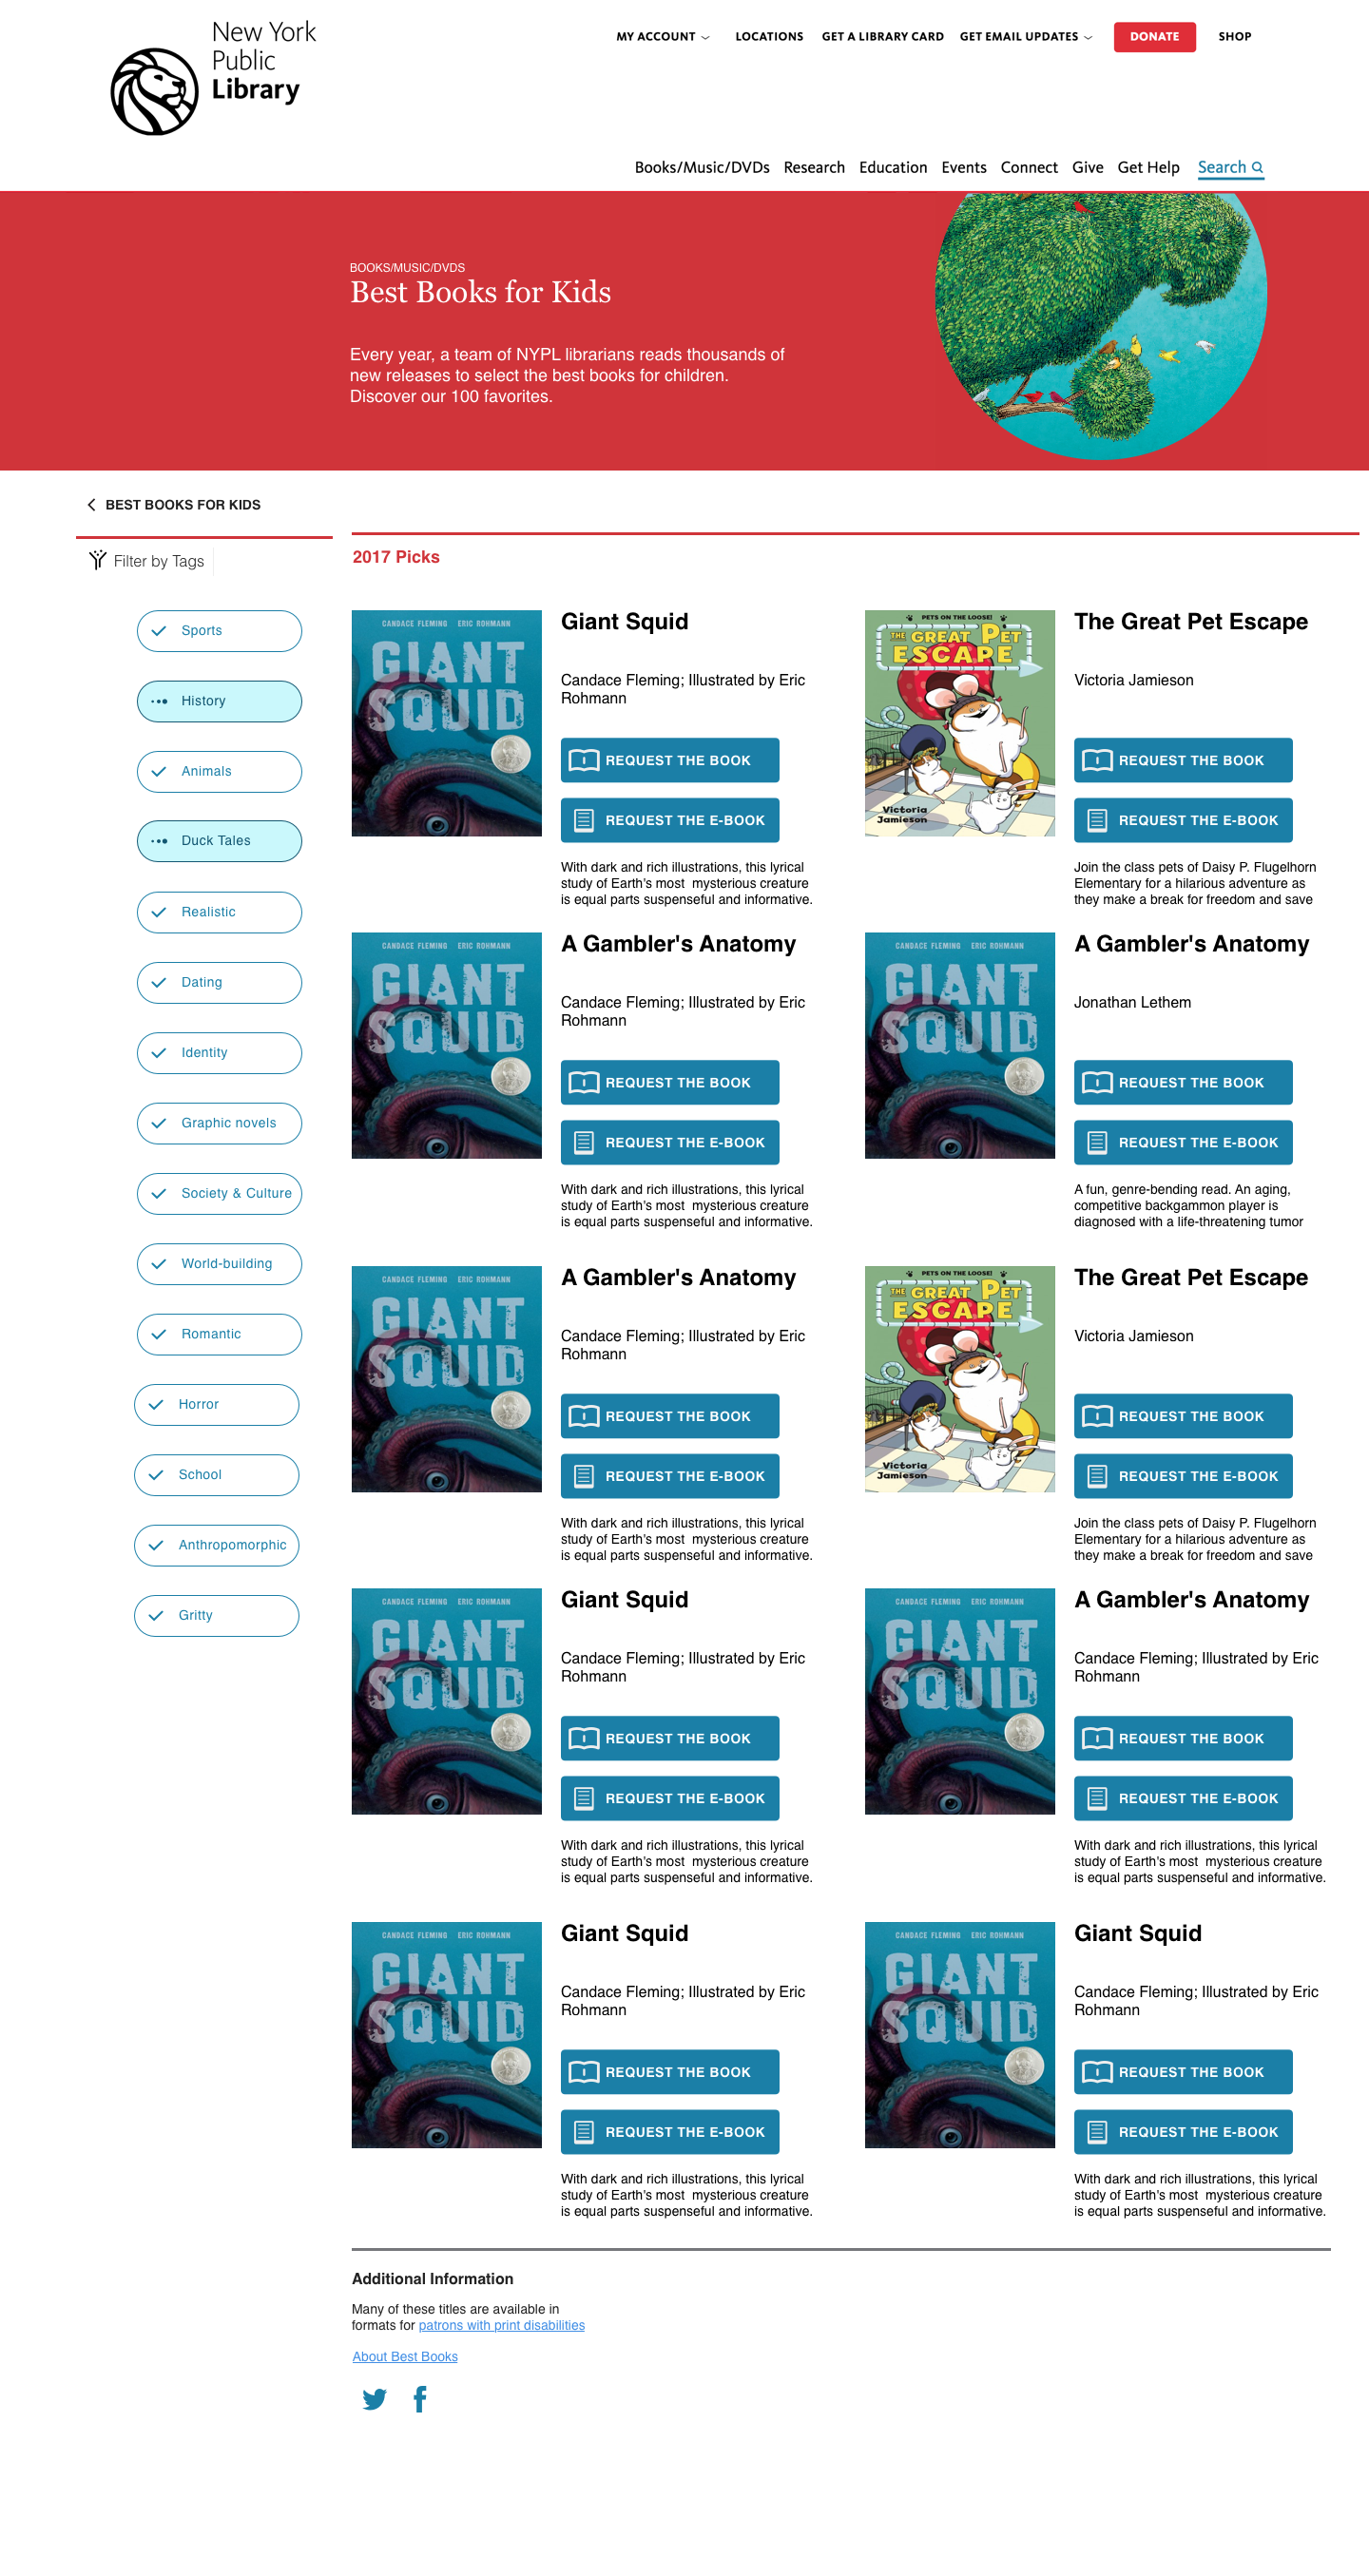 New York
Public
Library
MY ACCOUNT
LOCATIONS
GET A LIBRARY CARD
GET EMAIL UPDATES
DONATE
SHOP
Books/Music/DVDs
Research
Education
Events
Connect
Give
Get Help
Search
BOOKS/MUSIC/DVDS
Best Books for Kids
Every year, a team of NYPL librarians reads thousands of
new releases to select the best books for children.
Discover our 100 favorites.
BEST BOOKS FOR KIDS
Filter by Tags
Sports
History
Animals
Duck Tales
Realistic
Dating
Identity
Graphic novels
Society & Culture
World-building
Romantic
Horror
School
Anthropomorphic
Gritty
2017 Picks
CANDACE FLEMING ERIC ROHMANN
GIANT
SQUID
Giant Squid
Candace Fleming; Illustrated by Eric
Rohmann
REQUEST THE BOOK
REQUEST THE E-BOOK
With dark and rich illustrations, this lyrical
study of Earth's most  mysterious creature
is equal parts suspenseful and informative.
PETS ON THE LOOSE!
THE GREAT PET
ESCAPE
Victoria
Jamieson
The Great Pet Escape
Victoria Jamieson
REQUEST THE BOOK
REQUEST THE E-BOOK
Join the class pets of Daisy P. Flugelhorn
Elementary for a hilarious adventure as
they make a break for freedom and save
CANDACE FLEMING ERIC ROHMANN
GIANT
SQUID
A Gambler's Anatomy
Candace Fleming; Illustrated by Eric
Rohmann
REQUEST THE BOOK
REQUEST THE E-BOOK
With dark and rich illustrations, this lyrical
study of Earth's most  mysterious creature
is equal parts suspenseful and informative.
CANDACE FLEMING ERIC ROHMANN
GIANT
SQUID
A Gambler's Anatomy
Jonathan Lethem
REQUEST THE BOOK
REQUEST THE E-BOOK
A fun, genre-bending read. An aging,
competitive backgammon player is
diagnosed with a life-threatening tumor
CANDACE FLEMING ERIC ROHMANN
GIANT
SQUID
A Gambler's Anatomy
Candace Fleming; Illustrated by Eric
Rohmann
REQUEST THE BOOK
REQUEST THE E-BOOK
With dark and rich illustrations, this lyrical
study of Earth's most  mysterious creature
is equal parts suspenseful and informative.
PETS ON THE LOOSE!
THE GREAT PET
ESCAPE
Victoria
Jamieson
The Great Pet Escape
Victoria Jamieson
REQUEST THE BOOK
REQUEST THE E-BOOK
Join the class pets of Daisy P. Flugelhorn
Elementary for a hilarious adventure as
they make a break for freedom and save
CANDACE FLEMING ERIC ROHMANN
GIANT
SQUID
Giant Squid
Candace Fleming; Illustrated by Eric
Rohmann
REQUEST THE BOOK
REQUEST THE E-BOOK
With dark and rich illustrations, this lyrical
study of Earth's most  mysterious creature
is equal parts suspenseful and informative.
CANDACE FLEMING ERIC ROHMANN
GIANT
SQUID
A Gambler's Anatomy
Candace Fleming; Illustrated by Eric
Rohmann
REQUEST THE BOOK
REQUEST THE E-BOOK
With dark and rich illustrations, this lyrical
study of Earth's most  mysterious creature
is equal parts suspenseful and informative.
CANDACE FLEMING ERIC ROHMANN
GIANT
SQUID
Giant Squid
Candace Fleming; Illustrated by Eric
Rohmann
REQUEST THE BOOK
REQUEST THE E-BOOK
With dark and rich illustrations, this lyrical
study of Earth's most  mysterious creature
is equal parts suspenseful and informative.
CANDACE FLEMING ERIC ROHMANN
GIANT
SQUID
Giant Squid
Candace Fleming; Illustrated by Eric
Rohmann
REQUEST THE BOOK
REQUEST THE E-BOOK
With dark and rich illustrations, this lyrical
study of Earth's most  mysterious creature
is equal parts suspenseful and informative.
Additional Information
Many of these titles are available in
formats for patrons with print disabilities
About Best Books